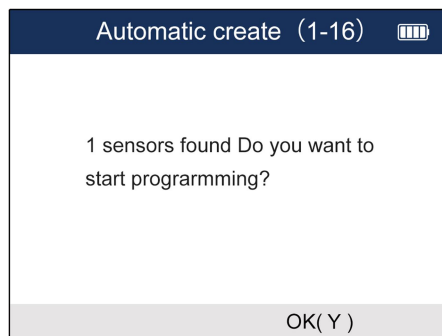 Automatic create（1-16）
1 sensors found Do you want to
start prograrmming?
OK( Y )